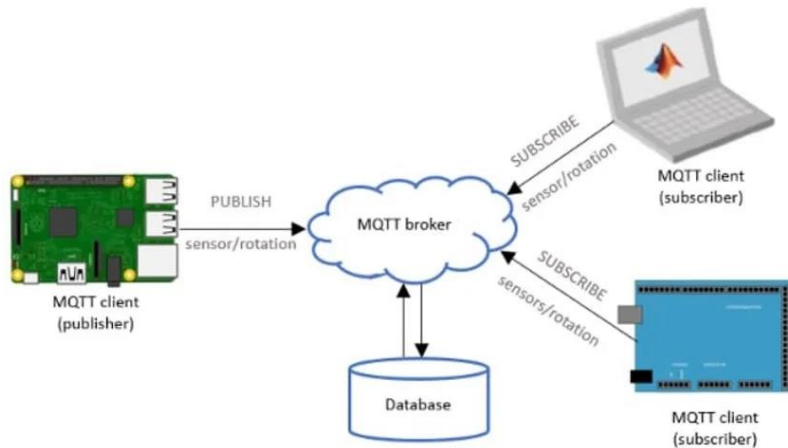 PUBLISH
sensor/rotation
MQTT client
(publisher)
MQTT broker
SUBSCRIBE
sensor/rotation
MQTT client
(subscriber)
SUBSCRIBE
sensors/rotation
MQTT client
(subscriber)
Database